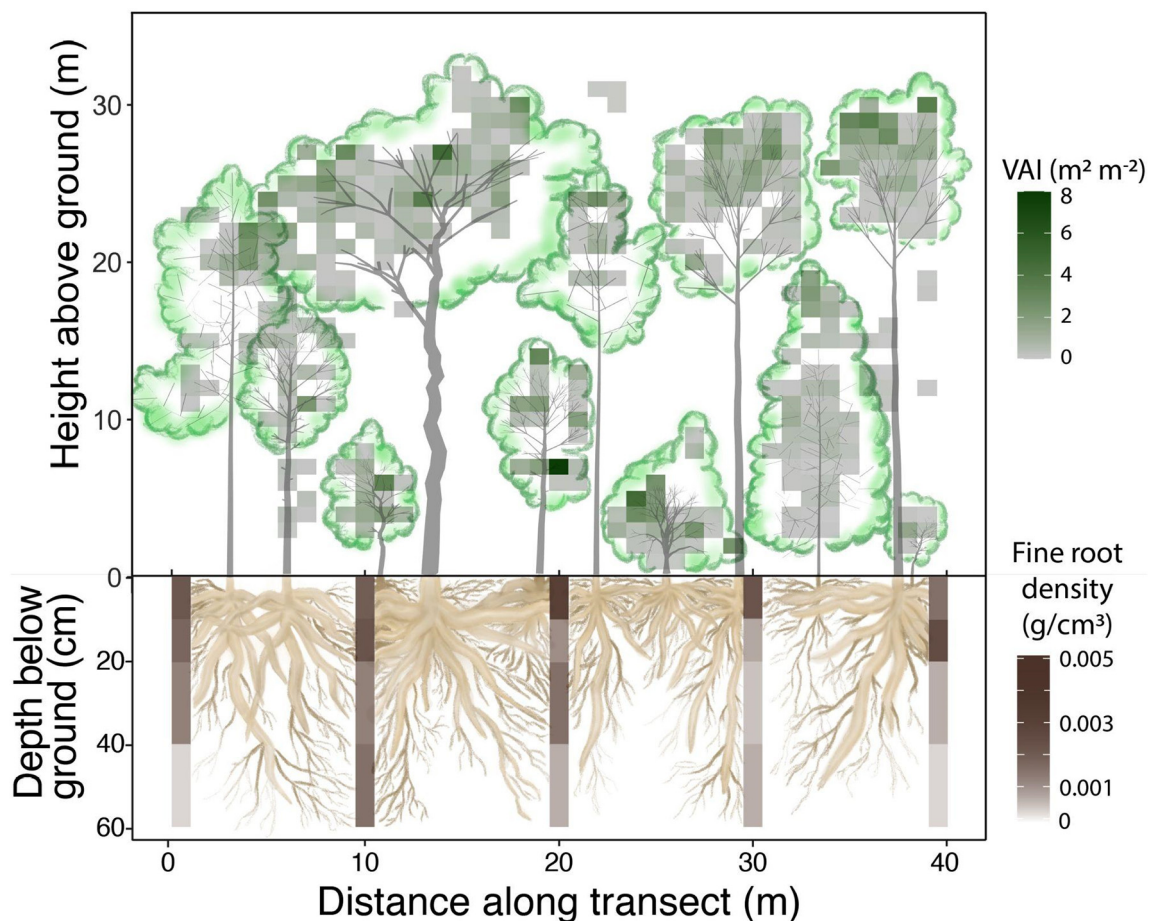 Height above ground (m)
30
20
10
0
VAI (m² m⁻²)
8
6
4
2
0
Depth below
ground (cm)
0
20
40
60
Fine root
density
(g/cm³)
0.005
0.003
0.001
0
0
10
20
30
40
Distance along transect (m)